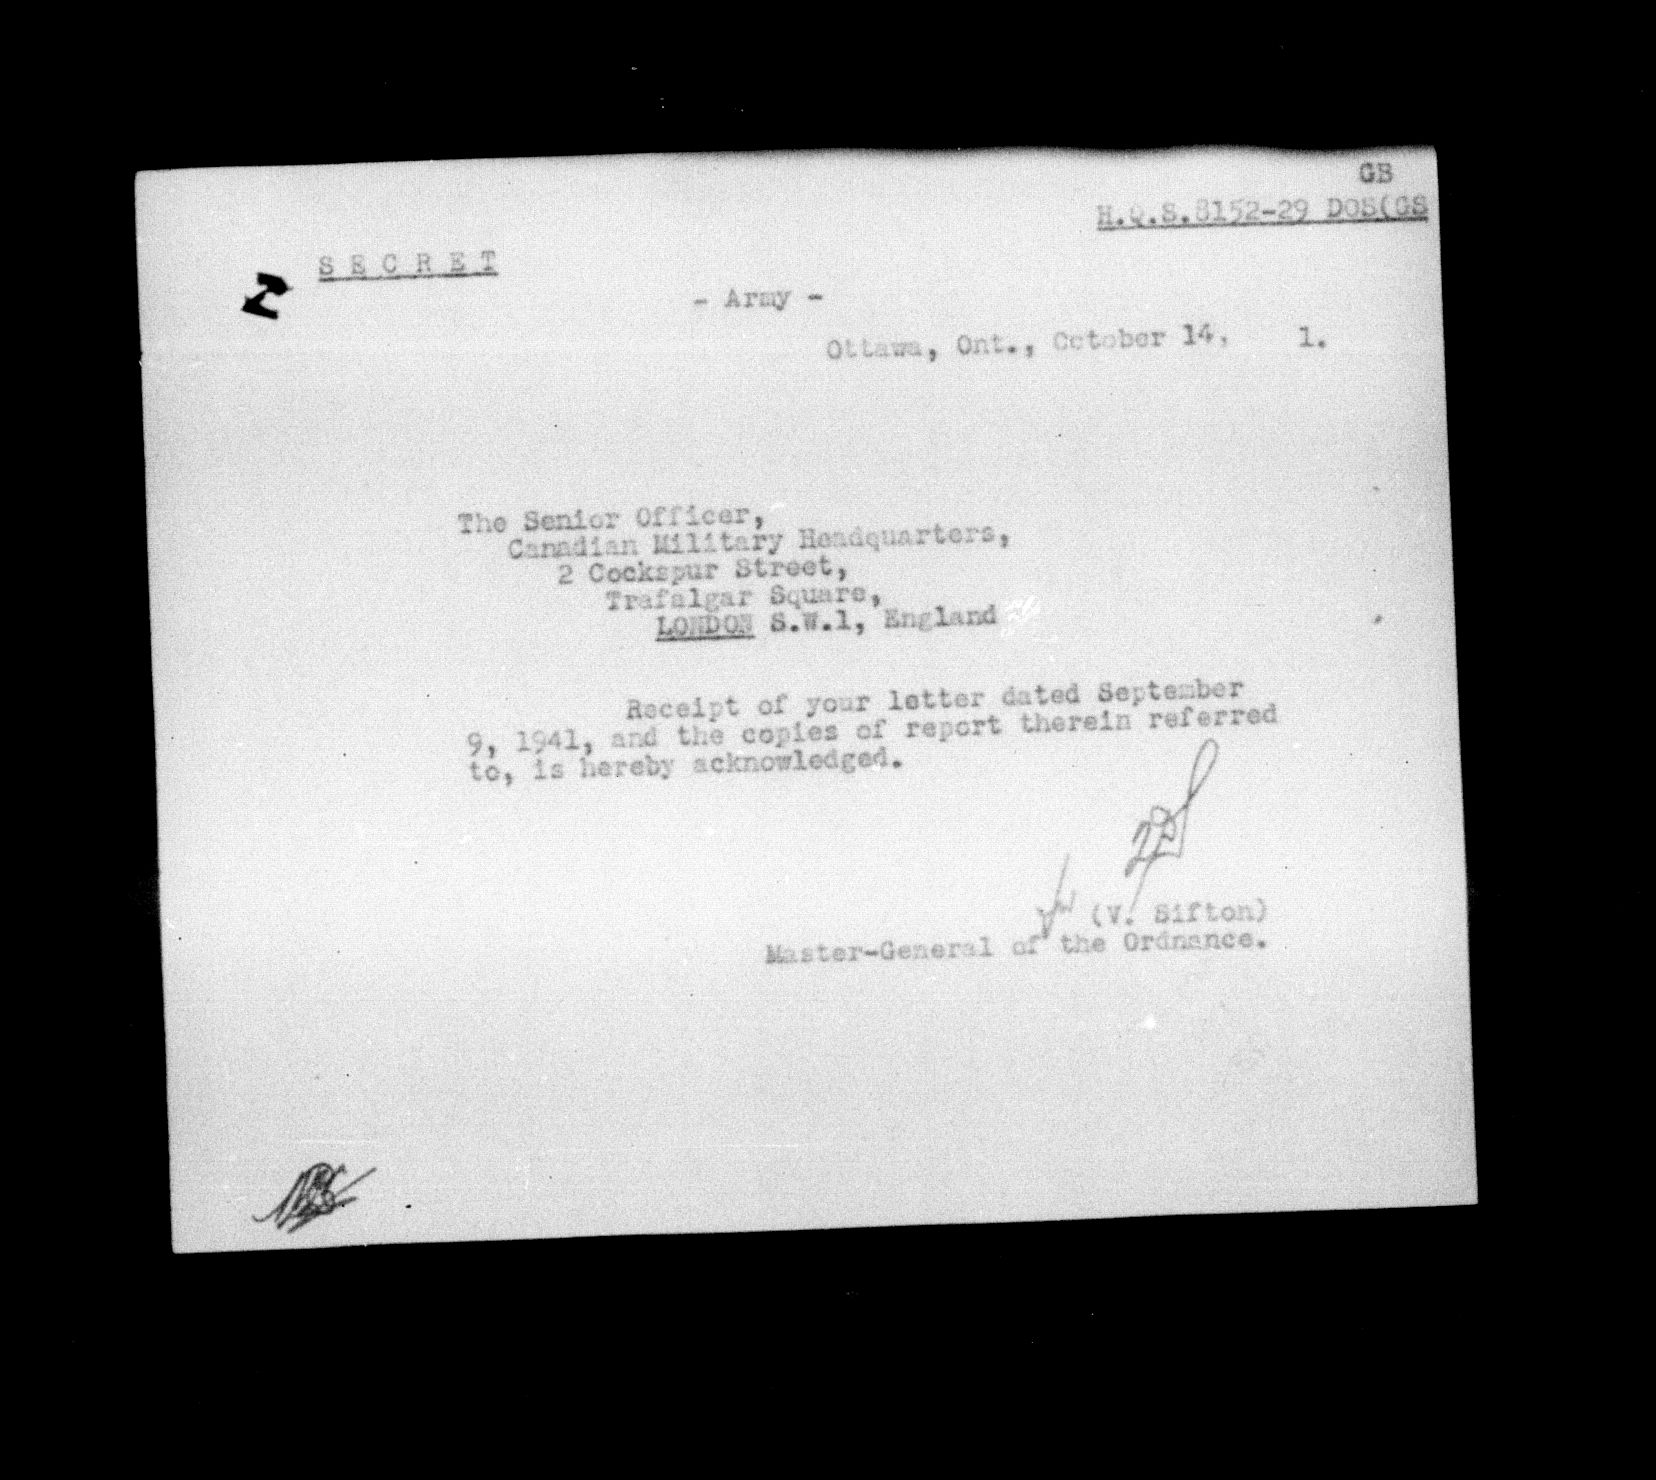 GB
H.Q.S.8152-29 DOS(GS
S E C R E T
- Army -
Ottawa, Ont., October 14, 1.
The Senior Officer,
Canadian Military Headquarters,
2 Cockspur Street,
Trafalgar Square,
LONDON S.W.1, England
Receipt of your letter dated September
9, 1941, and the copies of report therein referred
to, is hereby acknowledged.
(V. Sifton)
Master-General of the Ordnance.